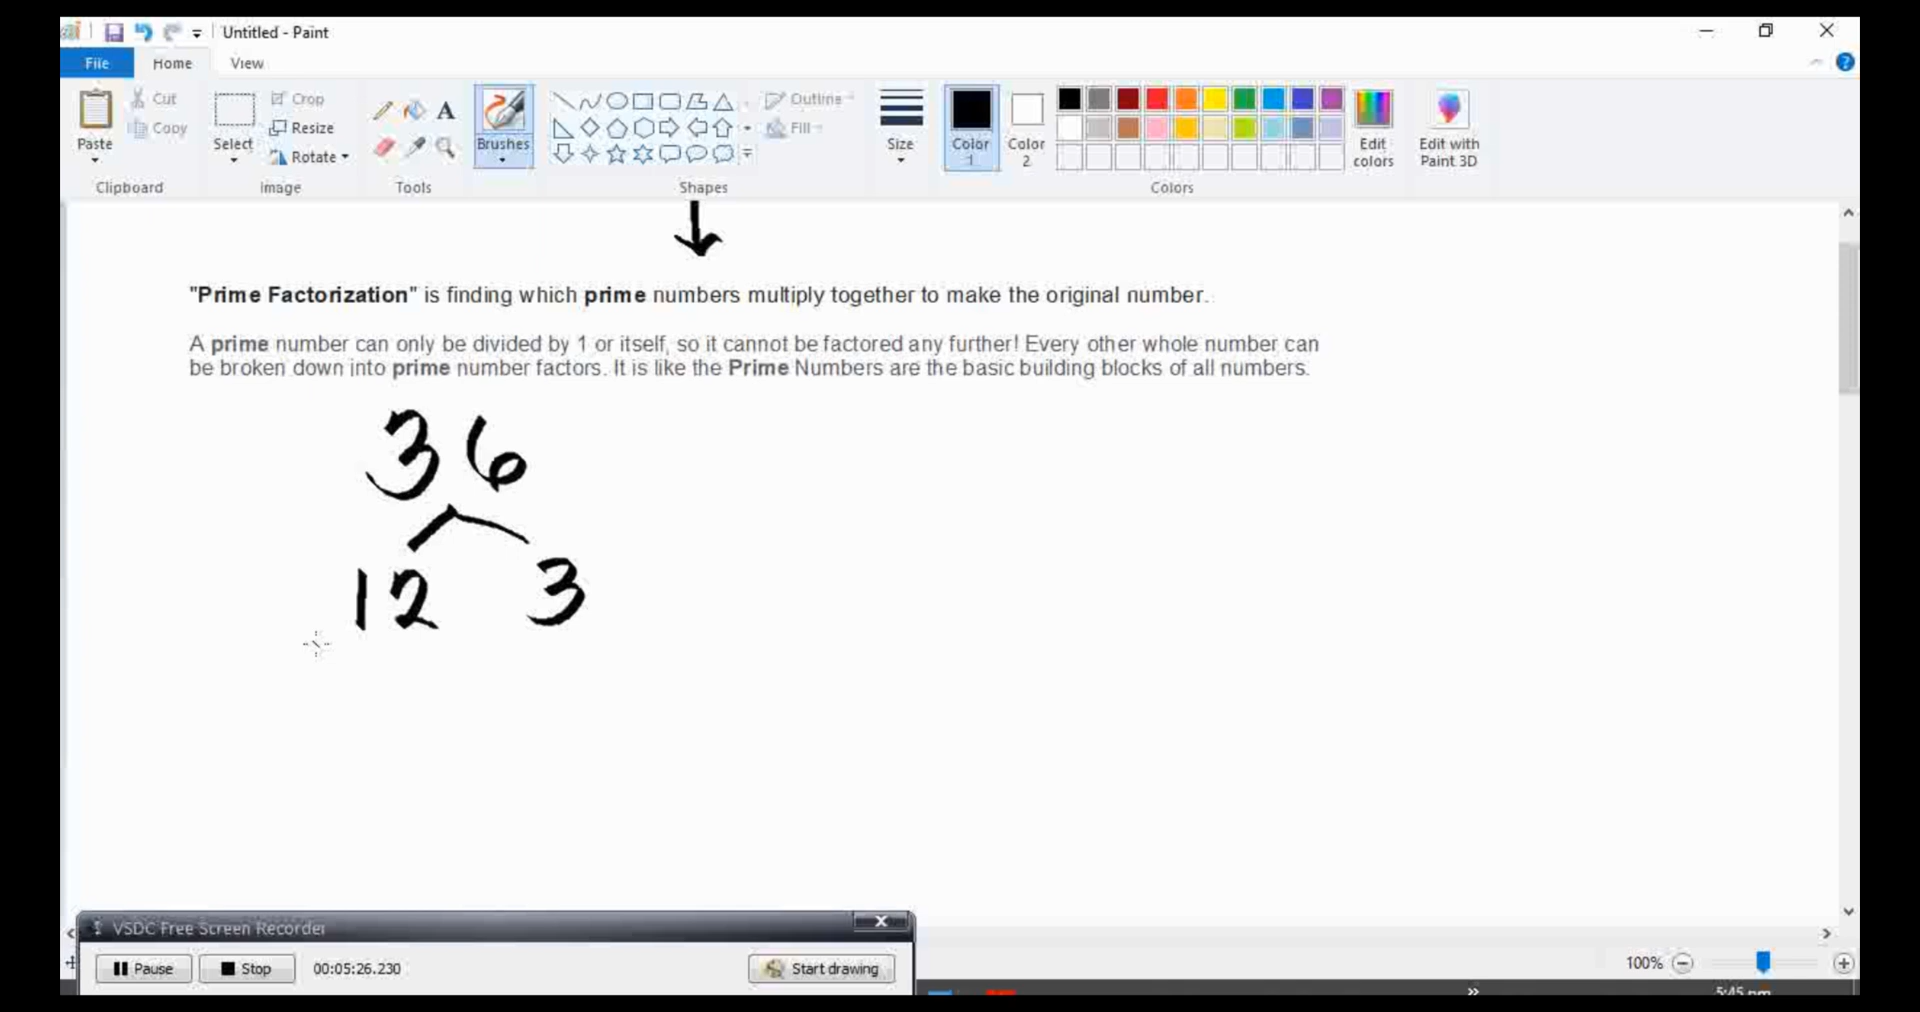 Untitled - Paint
File Home View
Paste
Cut
Copy
Clipboard
Select
Crop
Resize
Rotate
Image
A
Tools
Brushes
Shapes
Outline
Fill
Size
Color 1
Color 2
Colors
Edit colors
Edit with Paint 3D
"Prime Factorization" is finding which prime numbers multiply together to make the original number.
A prime number can only be divided by 1 or itself, so it cannot be factored any further! Every other whole number can
be broken down into prime number factors. It is like the Prime Numbers are the basic building blocks of all numbers.
36
12 3
VSDC Free Screen Recorder
Pause Stop 00:05:26.230 Start drawing
100%
5:45 pm